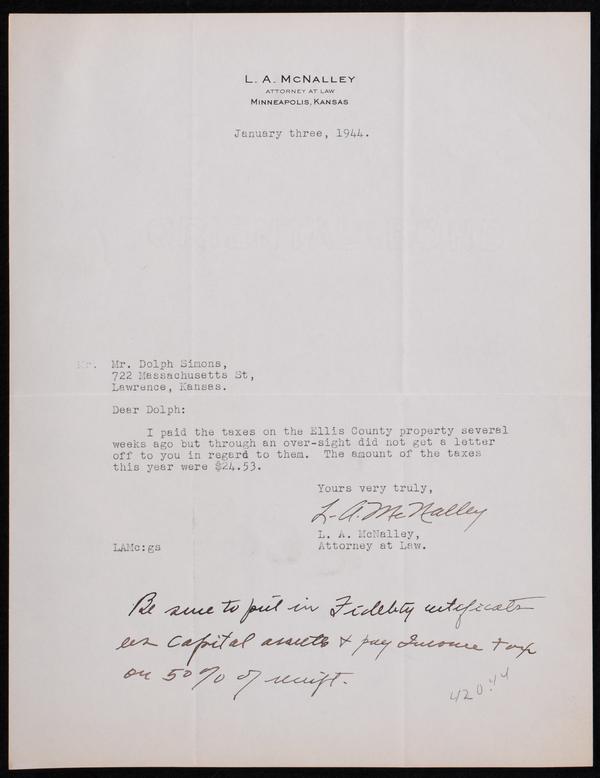 L. A. McNALLEY
ATTORNEY AT LAW
MINNEAPOLIS, KANSAS
January three, 1944.
Mr. Mr. Dolph Simons,
722 Massachusetts St,
Lawrence, Kansas.
Dear Dolph:
I paid the taxes on the Ellis County property several
weeks ago but through an over-sight did not get a letter
off to you in regard to them. The amount of the taxes
this year were $24.53.
Yours very truly,
L. A. McNalley
L. A. McNalley,
LAMc:gs Attorney at Law.
Be sure to put in Fidelity certificate
as capital assets & pay Income tax
on 50% of
420.44